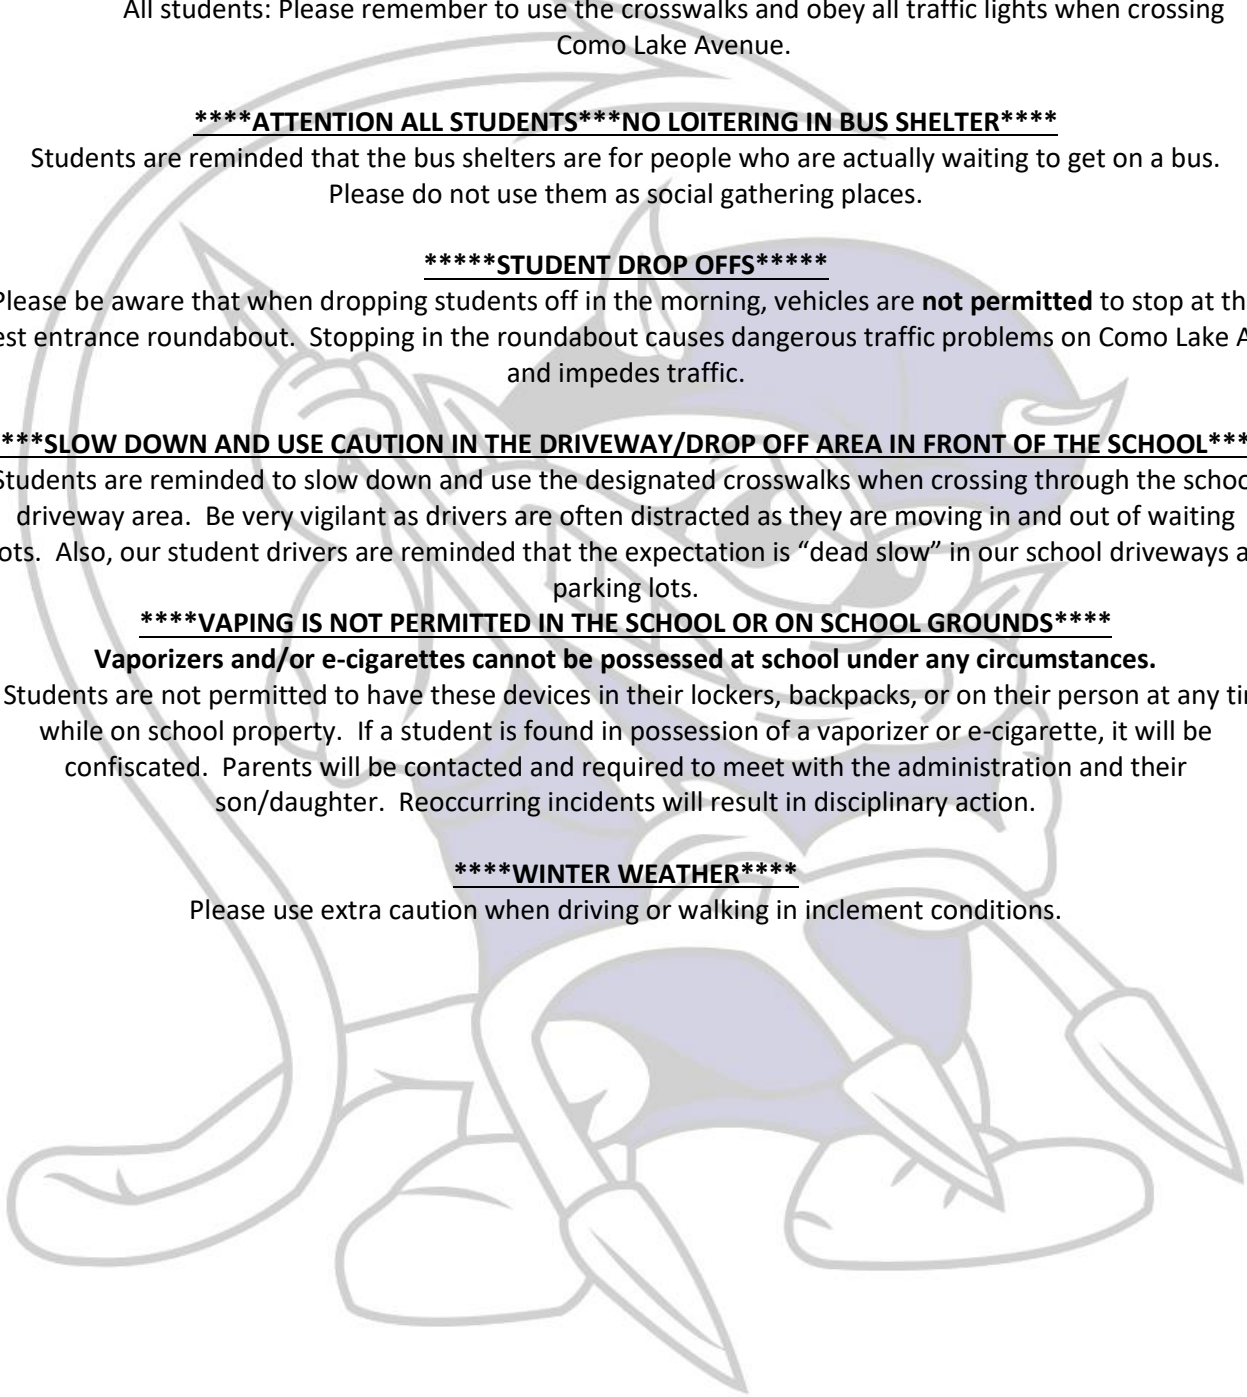 All students: Please remember to use the crosswalks and obey all traffic lights when crossing
Como Lake Avenue.
****ATTENTION ALL STUDENTS***NO LOITERING IN BUS SHELTER****
Students are reminded that the bus shelters are for people who are actually waiting to get on a bus.
Please do not use them as social gathering places.
*****STUDENT DROP OFFS*****
Please be aware that when dropping students off in the morning, vehicles are not permitted to stop at th
est entrance roundabout.  Stopping in the roundabout causes dangerous traffic problems on Como Lake A
and impedes traffic.
***SLOW DOWN AND USE CAUTION IN THE DRIVEWAY/DROP OFF AREA IN FRONT OF THE SCHOOL***
Students are reminded to slow down and use the designated crosswalks when crossing through the schoo
driveway area.  Be very vigilant as drivers are often distracted as they are moving in and out of waiting
ots.  Also, our student drivers are reminded that the expectation is “dead slow” in our school driveways a
parking lots.
****VAPING IS NOT PERMITTED IN THE SCHOOL OR ON SCHOOL GROUNDS****
Vaporizers and/or e-cigarettes cannot be possessed at school under any circumstances.
Students are not permitted to have these devices in their lockers, backpacks, or on their person at any ti
while on school property.  If a student is found in possession of a vaporizer or e-cigarette, it will be
confiscated.  Parents will be contacted and required to meet with the administration and their
son/daughter.  Reoccurring incidents will result in disciplinary action.
****WINTER WEATHER****
Please use extra caution when driving or walking in inclement conditions.